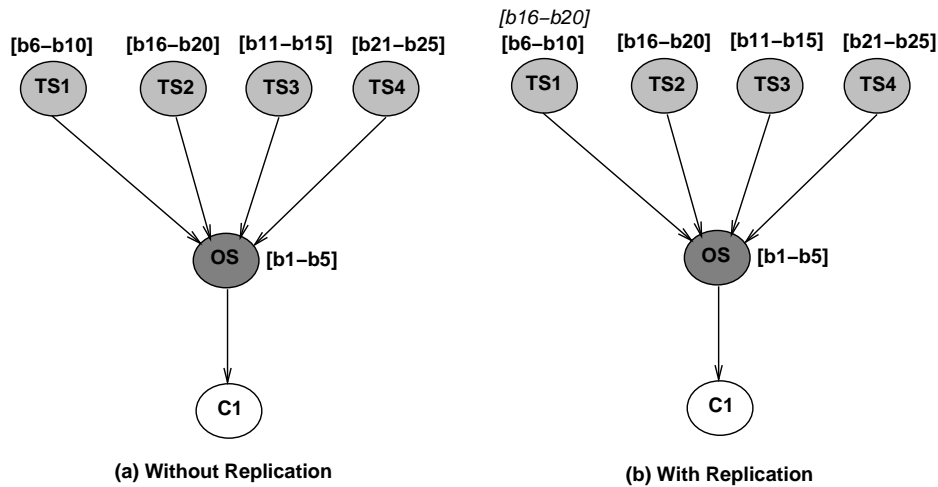 [b16–b20]
[b6–b10] [b16–b20] [b11–b15] [b21–b25] [b6–b10] [b16–b20] [b11–b15] [b21–b25]
TS1 TS2 TS3 TS4 TS1 TS2 TS3 TS4
OS [b1–b5] OS [b1–b5]
C1 C1
(a) Without Replication (b) With Replication